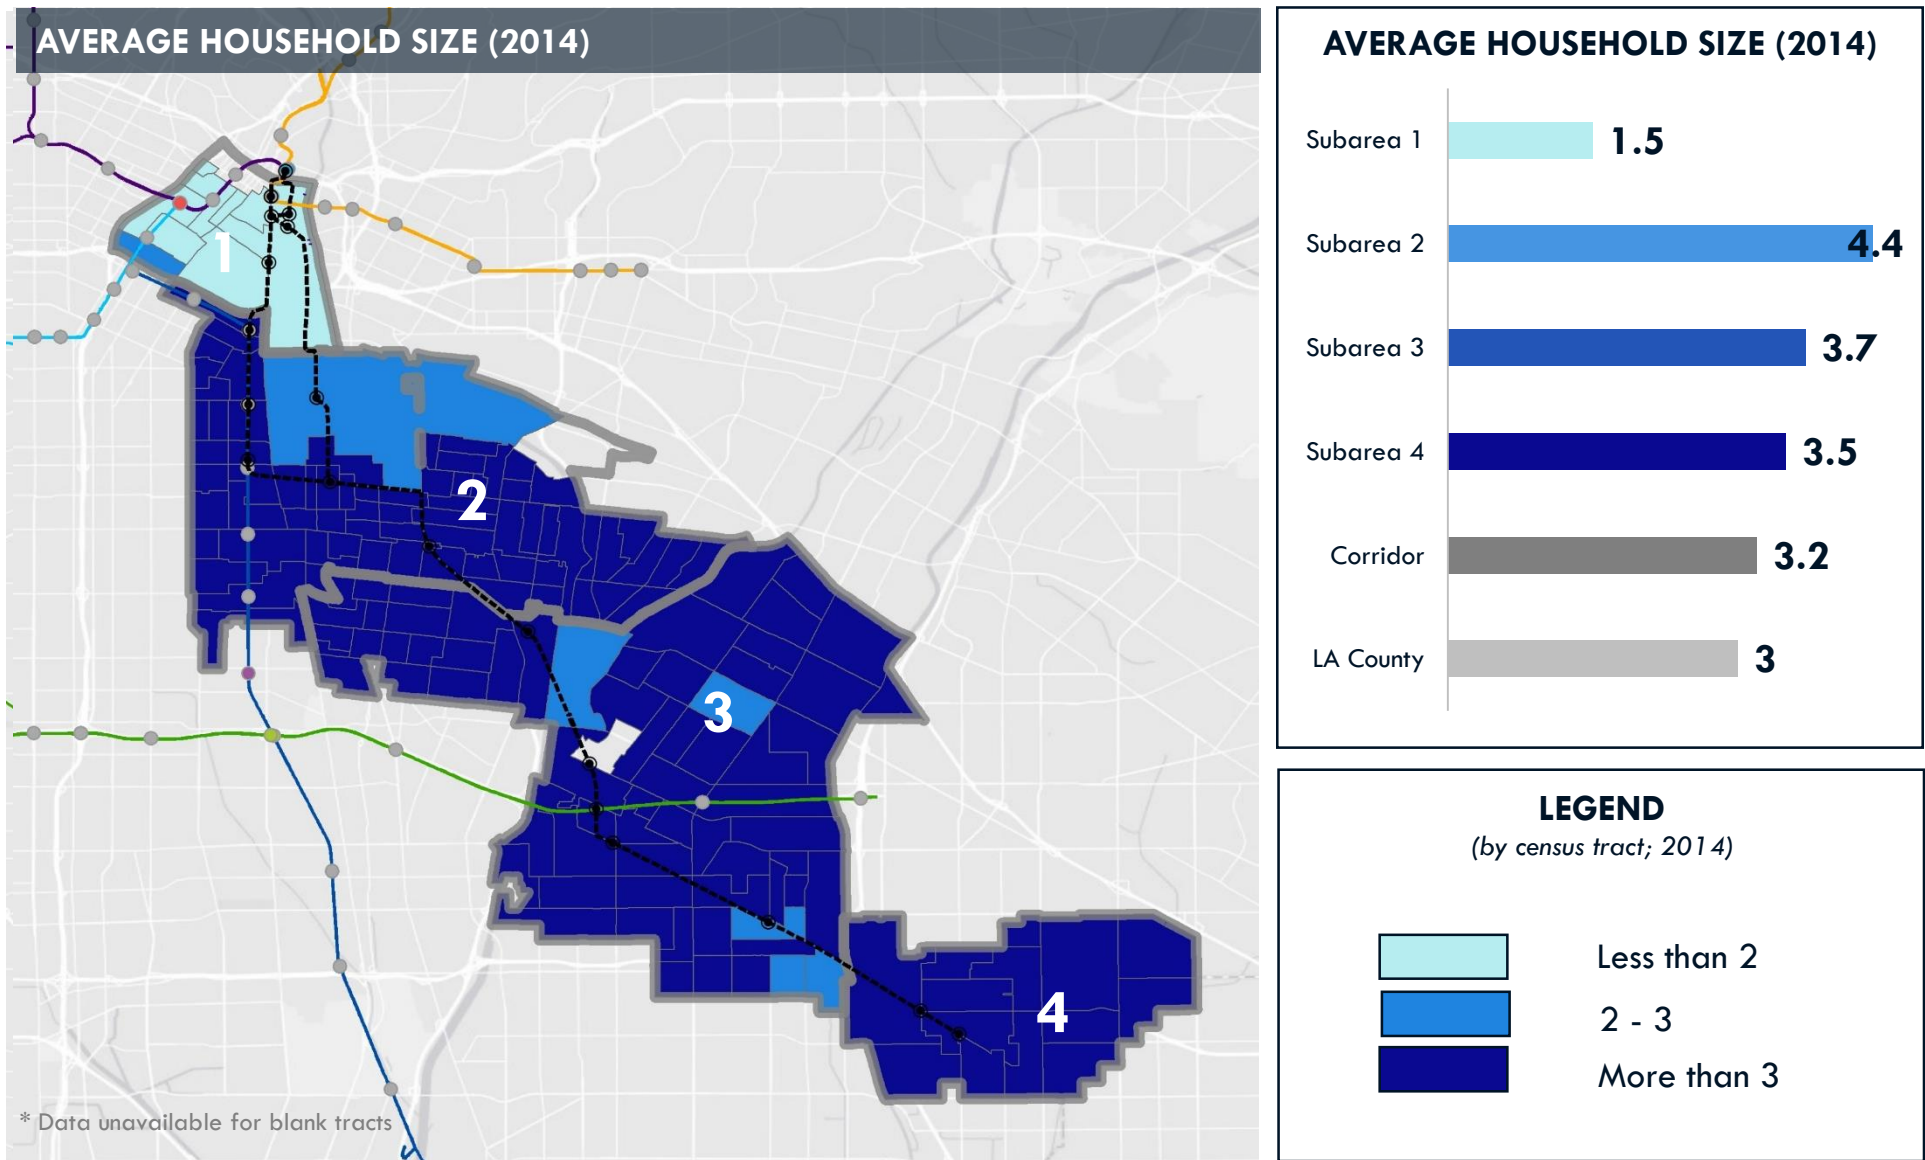 AVERAGE HOUSEHOLD SIZE (2014)
1
2
3
4
* Data unavailable for blank tracts
AVERAGE HOUSEHOLD SIZE (2014)
Subarea 1 1.5
Subarea 2 4.4
Subarea 3 3.7
Subarea 4 3.5
Corridor 3.2
LA County 3
LEGEND
(by census tract; 2014)
Less than 2
2 - 3
More than 3